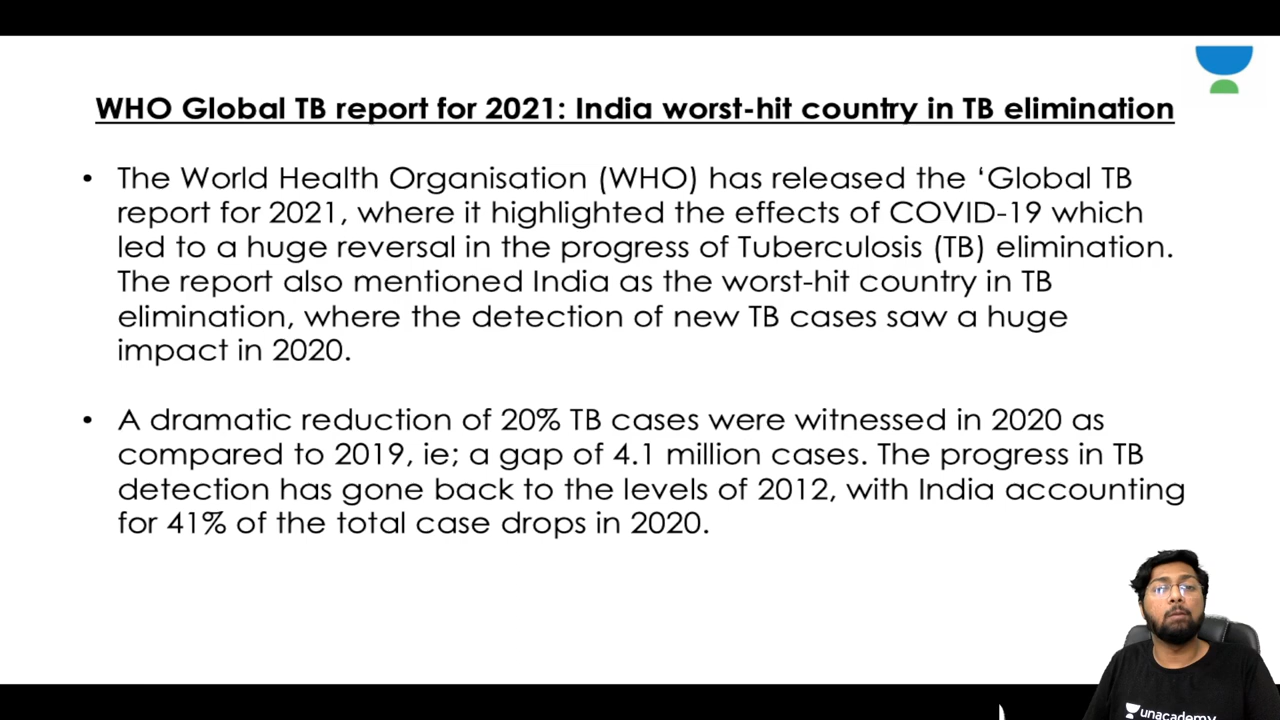 WHO Global TB report for 2021: India worst-hit country in TB elimination
• The World Health Organisation (WHO) has released the ‘Global TB
report for 2021, where it highlighted the effects of COVID-19 which
led to a huge reversal in the progress of Tuberculosis (TB) elimination.
The report also mentioned India as the worst-hit country in TB
elimination, where the detection of new TB cases saw a huge
impact in 2020.
• A dramatic reduction of 20% TB cases were witnessed in 2020 as
compared to 2019, ie; a gap of 4.1 million cases. The progress in TB
detection has gone back to the levels of 2012, with India accounting
for 41% of the total case drops in 2020.
unacademy